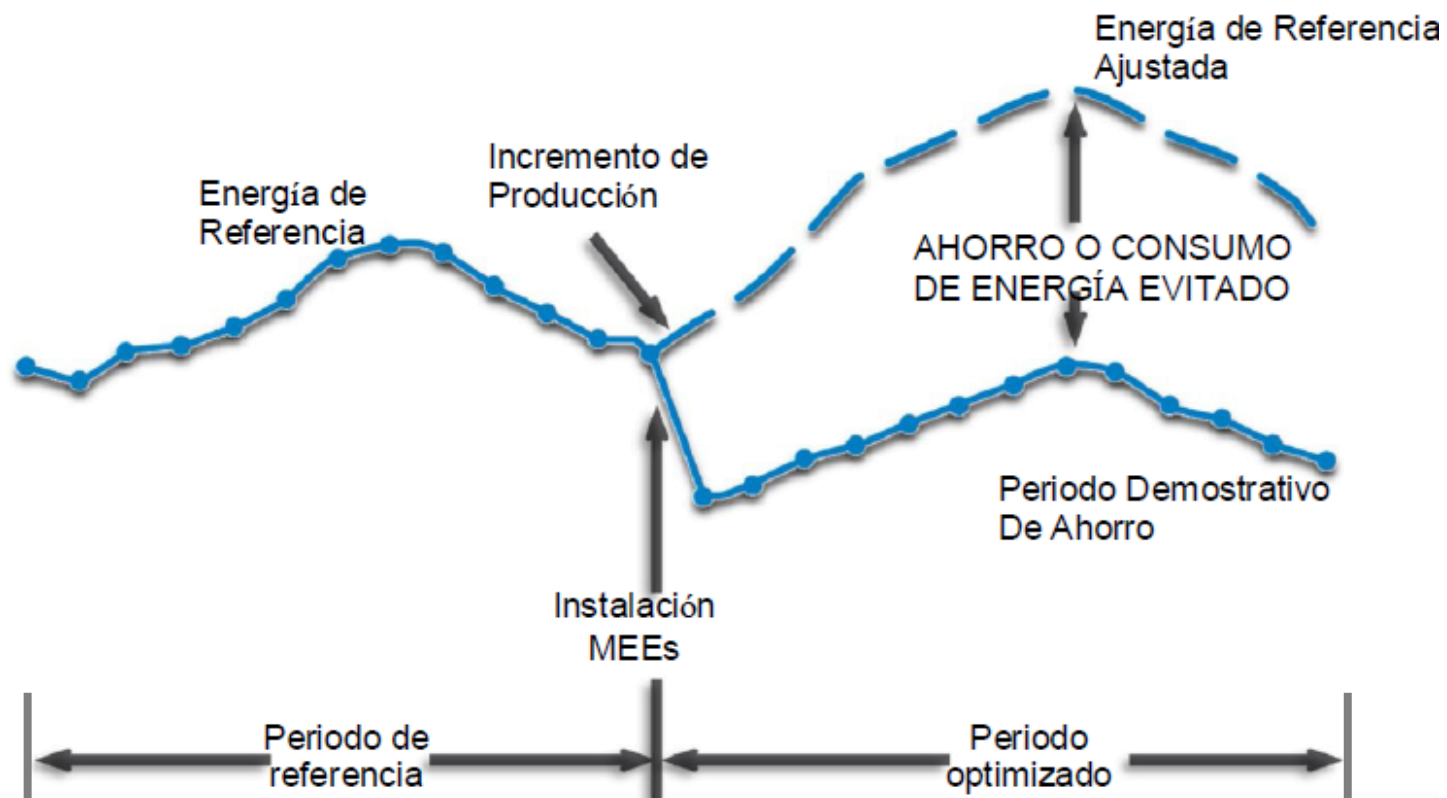 Energía de Referencia
Ajustada
Incremento de
Producción
Energía de
Referencia
AHORRO O CONSUMO
DE ENERGÍA EVITADO
Periodo Demostrativo
De Ahorro
Instalación
MEEs
Periodo de
referencia
Periodo
optimizado